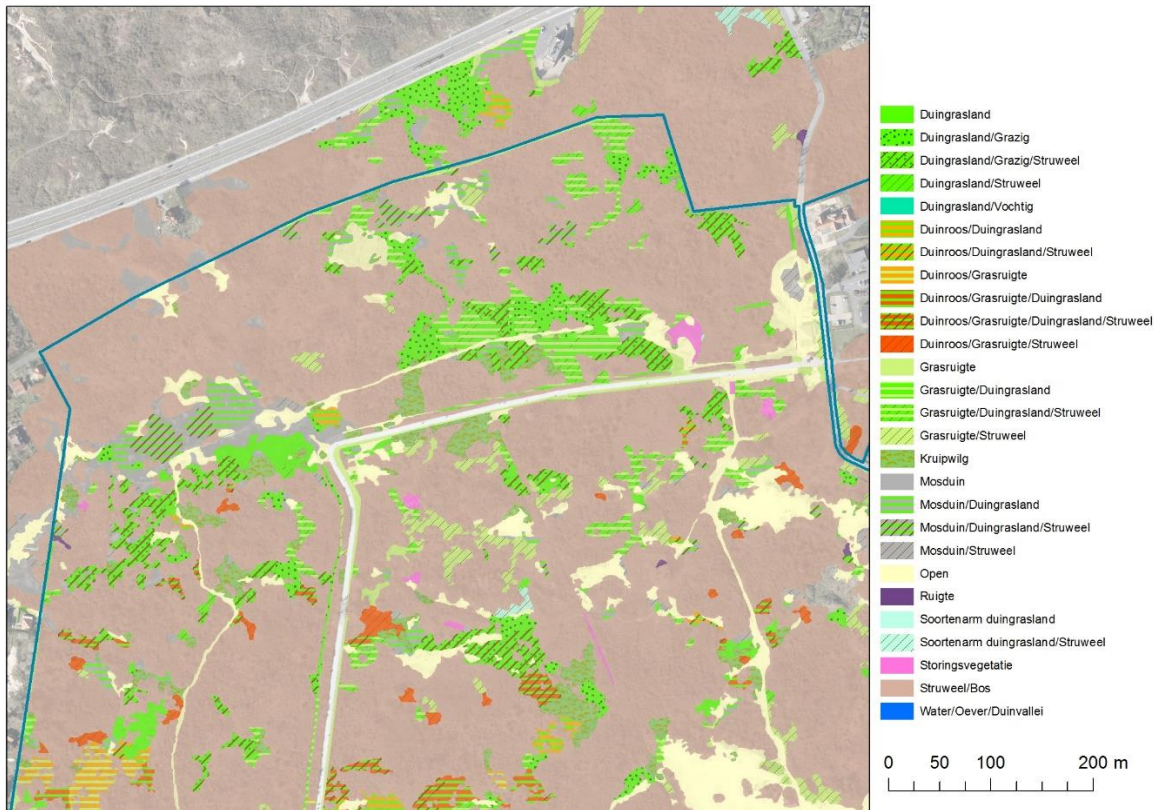 Duingrasland
Duingrasland/Grazig
Duingrasland/Grazig/Struweel
Duingrasland/Struweel
Duingrasland/Vochtig
Duinroos/Duingrasland
Duinroos/Duingrasland/Struweel
Duinroos/Grasruigte
Duinroos/Grasruigte/Duingrasland
Duinroos/Grasruigte/Duingrasland/Struweel
Duinroos/Grasruigte/Struweel
Grasruigte
Grasruigte/Duingrasland
Grasruigte/Duingrasland/Struweel
Grasruigte/Struweel
Kruipwilg
Mosduin
Mosduin/Duingrasland
Mosduin/Duingrasland/Struweel
Mosduin/Struweel
Open
Ruigte
Soortenarm duingrasland
Soortenarm duingrasland/Struweel
Storingsvegetatie
Struweel/Bos
Water/Oever/Duinvallei
0 50 100 200 m